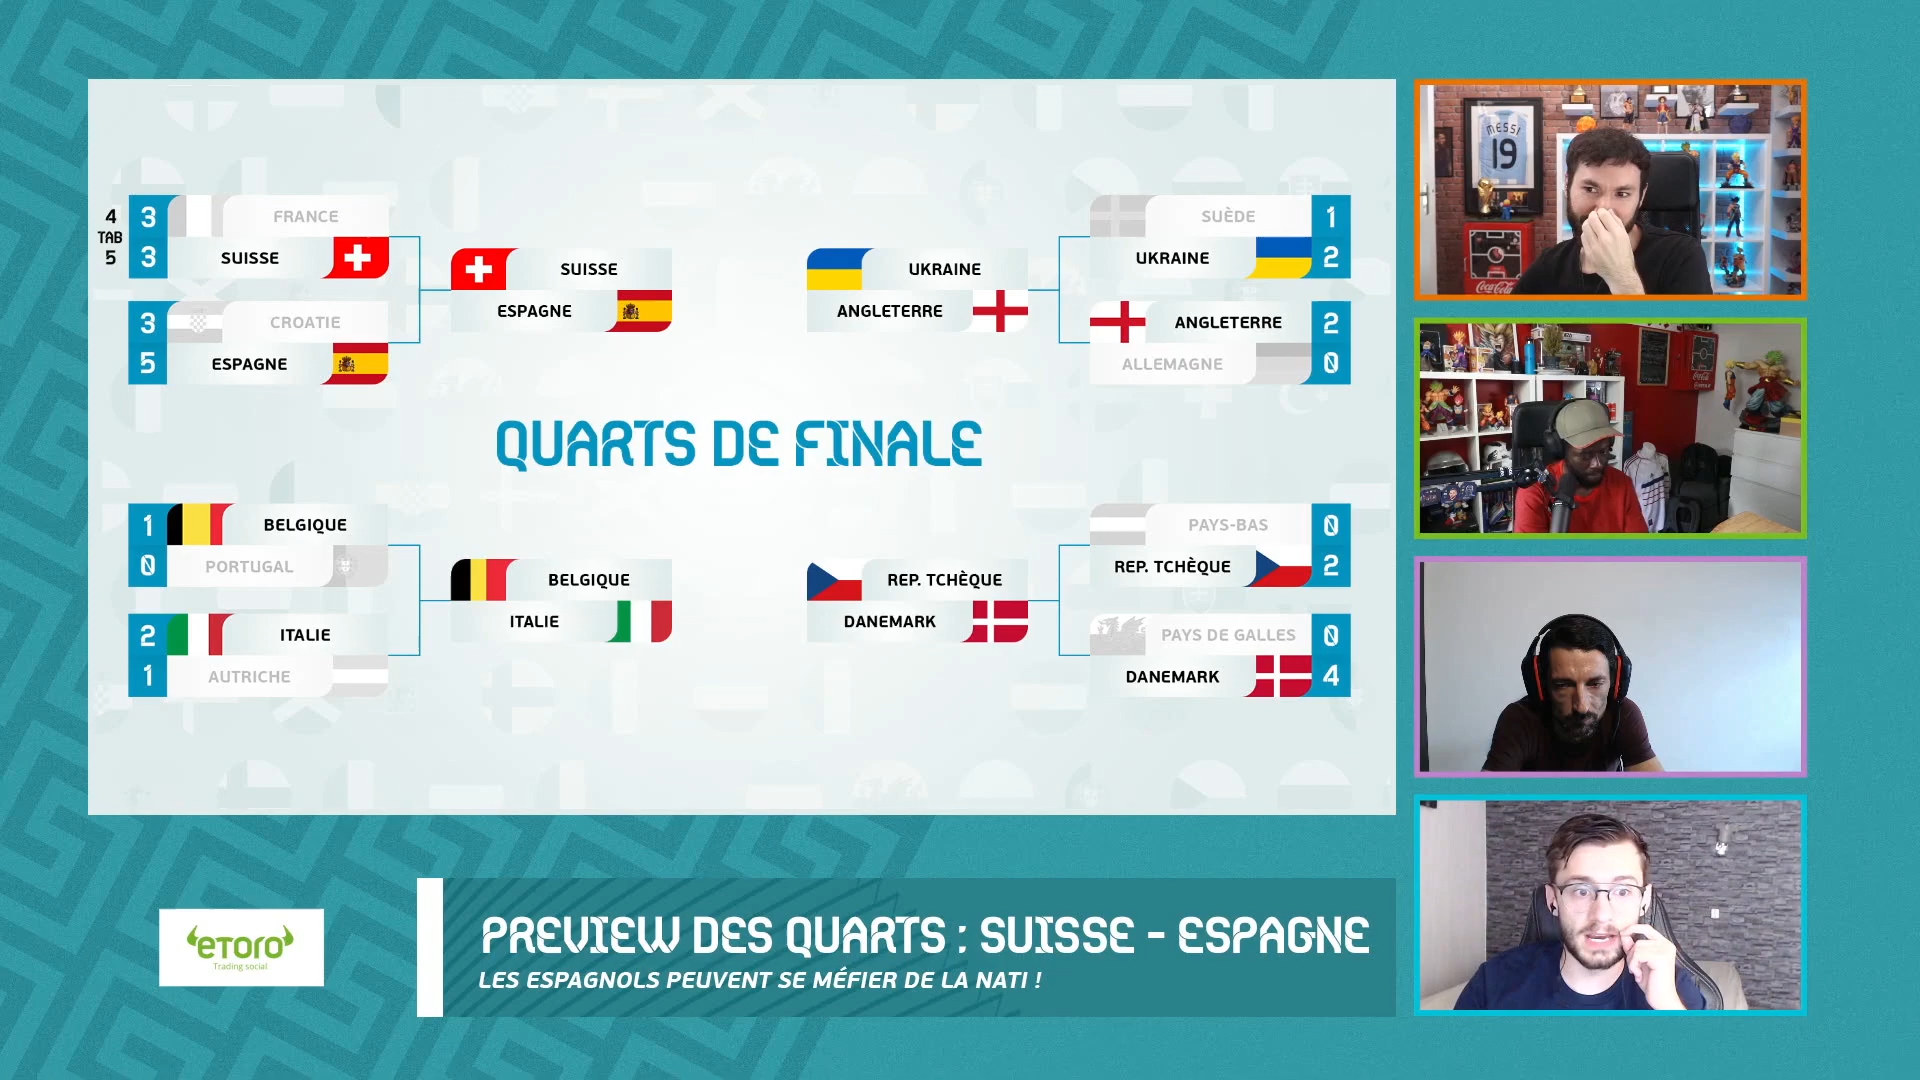 4
TAB
5
3
FRANCE
3
SUISSE
3
CROATIE
5
ESPAGNE
SUISSE
ESPAGNE
UKRAINE
ANGLETERRE
SUÈDE
1
UKRAINE
2
ANGLETERRE
2
ALLEMAGNE
0
QUARTS DE FINALE
1
BELGIQUE
0
PORTUGAL
2
ITALIE
1
AUTRICHE
BELGIQUE
ITALIE
REP. TCHÈQUE
DANEMARK
PAYS-BAS
0
REP. TCHÈQUE
2
PAYS DE GALLES
0
DANEMARK
4
MESSI
19
Coca-Cola
eToro
Trading social
PREVIEW DES QUARTS : SUISSE - ESPAGNE
LES ESPAGNOLS PEUVENT SE MÉFIER DE LA NATI !